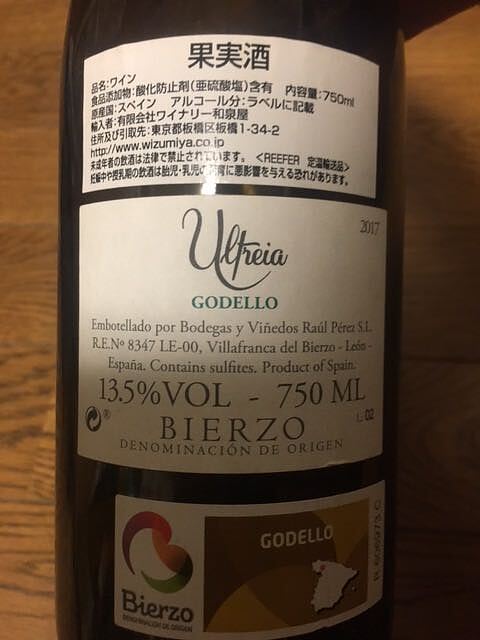 果実酒
品名:ワイン
食品添加物:酸化防止剤(亜硫酸塩)含有 内容量:750ml
原産国:スペイン アルコール分:ラベルに記載
輸入者:有限会社ワイナリー和泉屋
住所及び引取先:東京都板橋区板橋1-34-2
http://www.wizumiya.co.jp
未成年者の飲酒は法律で禁止されています。 <REEFER 定温輸送品>
妊娠中や授乳期の飲酒は胎児・乳児の発育に悪影響を与える恐れがあります。
2017
Ultreia
GODELLO
Embotellado por Bodegas y Viñedos Raúl Pérez S.L.
R.E.Nº 8347 LE-00, Villafranca del Bierzo - León -
España. Contains sulfites. Product of Spain.
13.5%VOL - 750 ML
L. 02
BIERZO
DENOMINACIÓN DE ORIGEN
GODELLO
Bierzo
DENOMINACIÓN DE ORIGEN